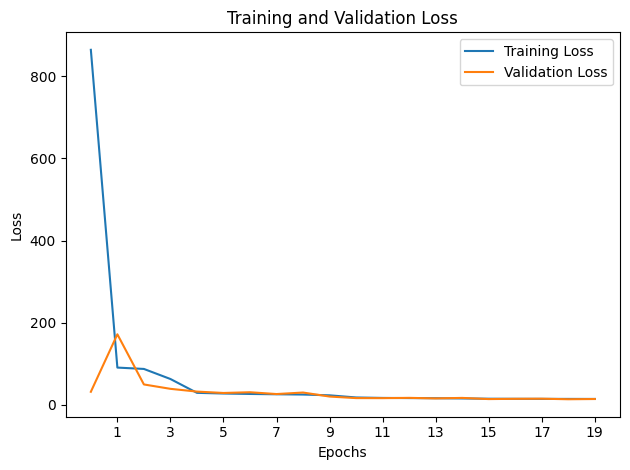 Training and Validation Loss
Training Loss
Validation Loss
800
600
400
200
0
Loss
1 3 5 7 9 11 13 15 17 19
Epochs